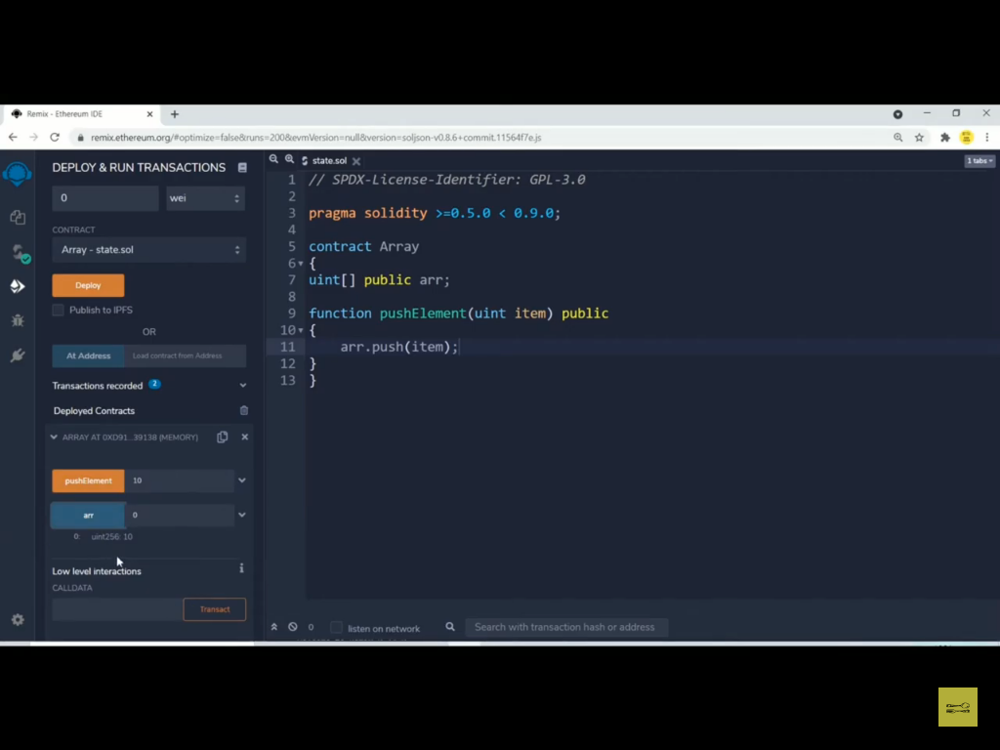 Remix - Ethereum IDE
remix.ethereum.org/#optimize=false&runs=200&evmVersion=null&version=soljson-v0.8.6+commit.11564f7e.js
DEPLOY & RUN TRANSACTIONS
0 wei
CONTRACT
Array - state.sol
Deploy
Publish to IPFS
OR
At Address Load contract from Address
Transactions recorded 2
Deployed Contracts
ARRAY AT 0XD91...39138 (MEMORY)
pushElement 10
arr 0
0: uint256: 10
Low level interactions
CALLDATA
Transact
state.sol
1 tabs
1 // SPDX-License-Identifier: GPL-3.0
2
3 pragma solidity >=0.5.0 < 0.9.0;
4
5 contract Array
6 {
7 uint[] public arr;
8
9 function pushElement(uint item) public
10 {
11 arr.push(item);
12 }
13 }
0 listen on network Search with transaction hash or address